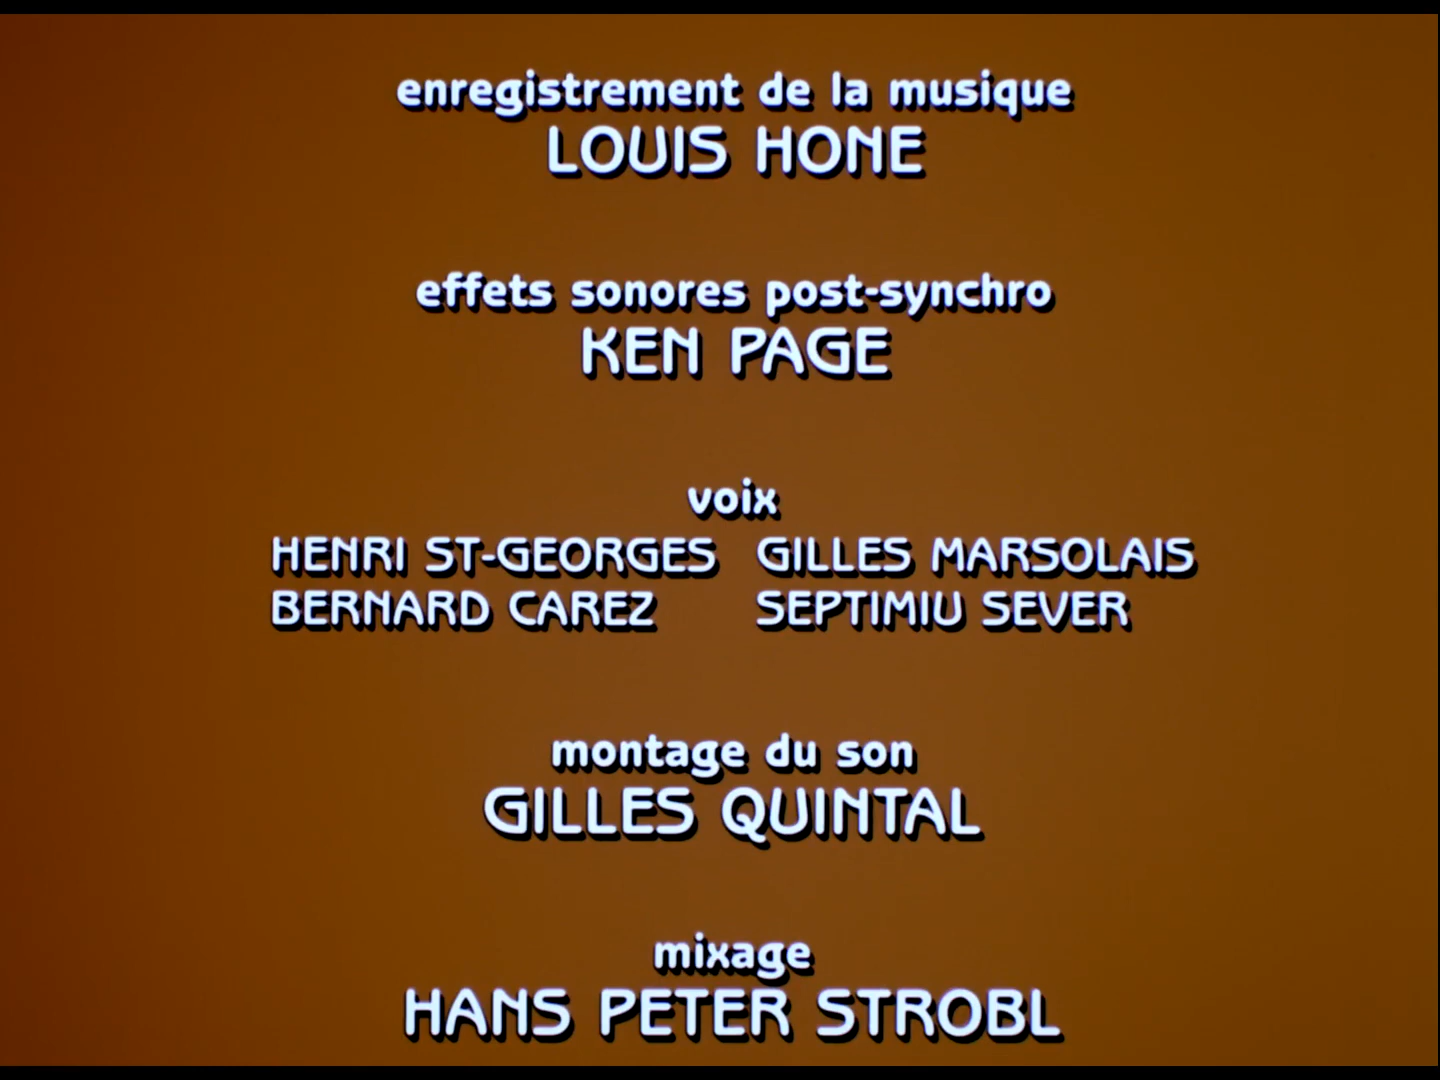 enregistrement de la musique
LOUIS HONE
effets sonores post-synchro
KEN PAGE
voix
HENRI ST-GEORGES GILLES MARSOLAIS
BERNARD CAREZ SEPTIMIU SEVER
montage du son
GILLES QUINTAL
mixage
HANS PETER STROBL